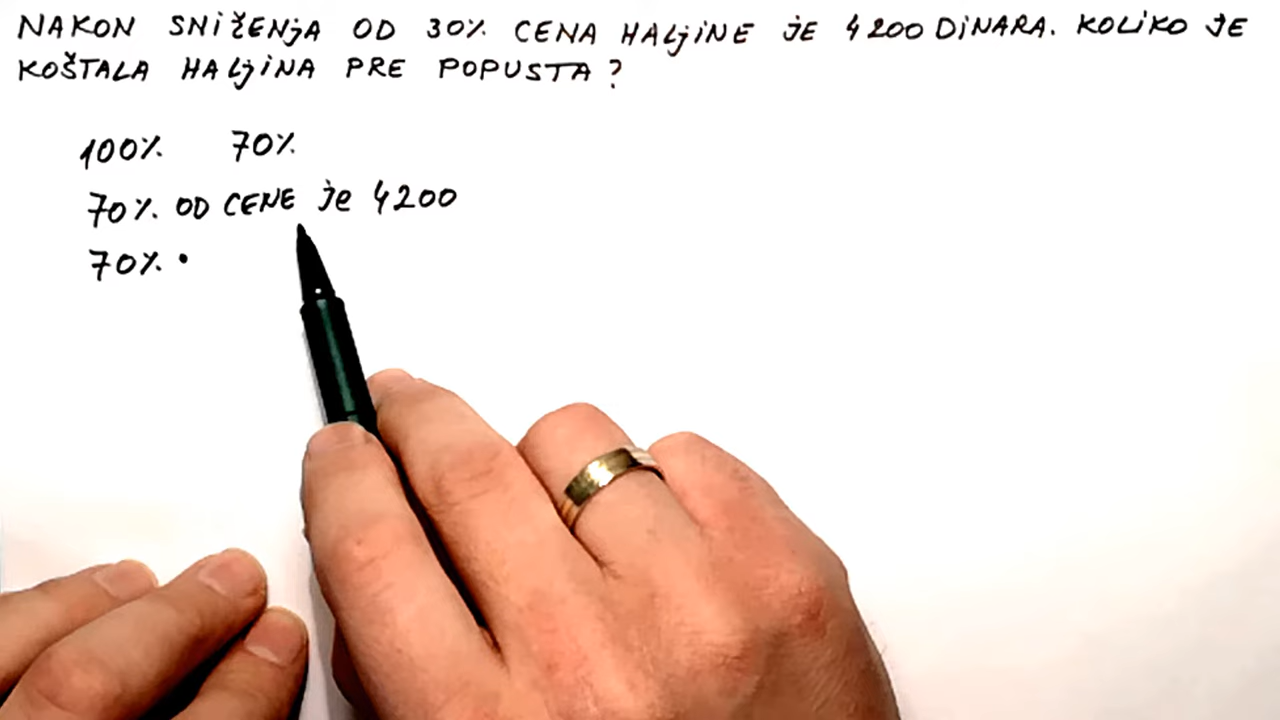 NAKON SNIŽENJA OD 30% CENA HALJINE JE 4200 DINARA. KOLIKO JE
KOŠTALA HALJINA PRE POPUSTA?
100% 70%
70% OD CENE JE 4200
70% •